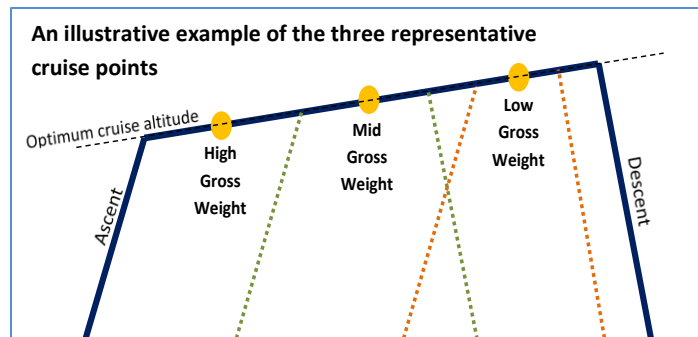 An illustrative example of the three representative
cruise points
Optimum cruise altitude
High
Gross
Weight
Mid
Gross
Weight
Low
Gross
Weight
Ascent
Descent